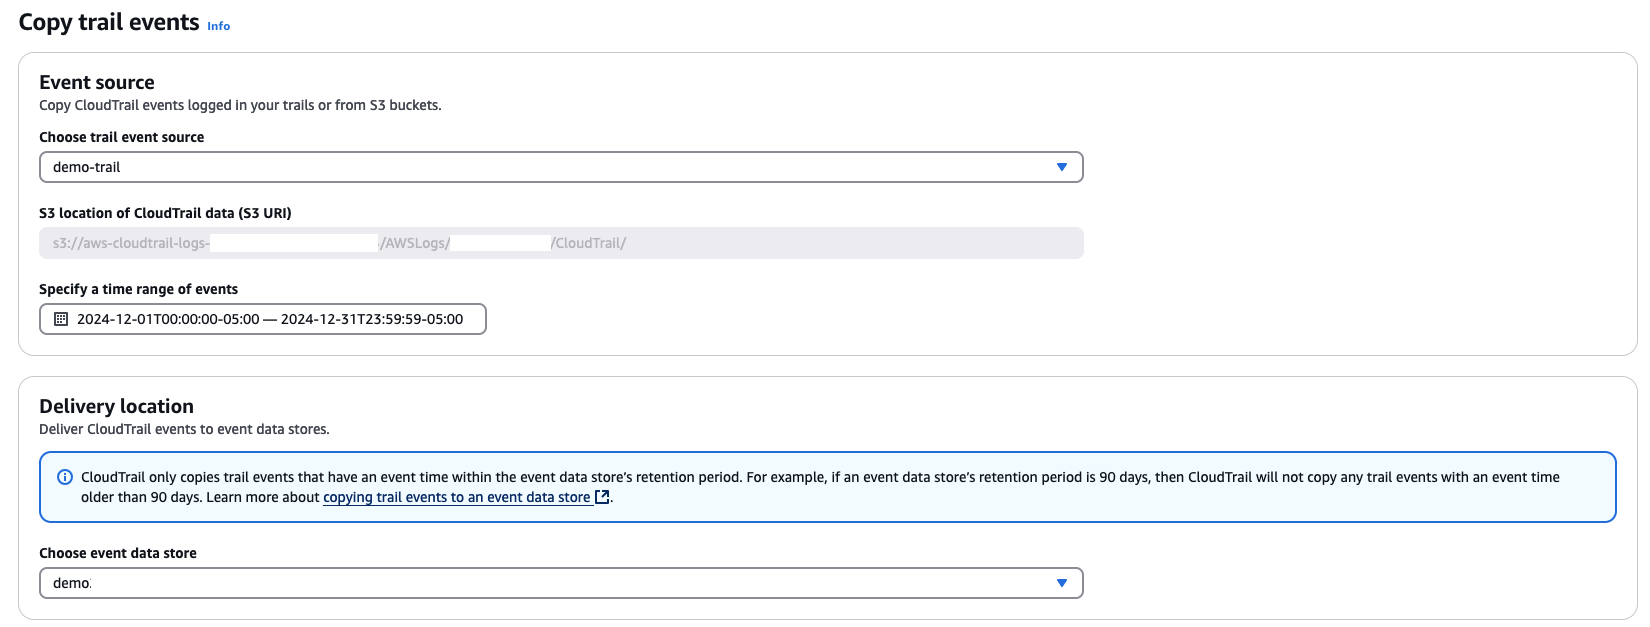 Copy trail events Info
Event source
Copy CloudTrail events logged in your trails or from S3 buckets.
Choose trail event source
demo-trail
S3 location of CloudTrail data (S3 URI)
s3://aws-cloudtrail-logs- /AWSLogs/ /CloudTrail/
Specify a time range of events
2024-12-01T00:00:00-05:00 — 2024-12-31T23:59:59-05:00
Delivery location
Deliver CloudTrail events to event data stores.
CloudTrail only copies trail events that have an event time within the event data store’s retention period. For example, if an event data store’s retention period is 90 days, then CloudTrail will not copy any trail events with an event time
older than 90 days. Learn more about copying trail events to an event data store.
Choose event data store
demo